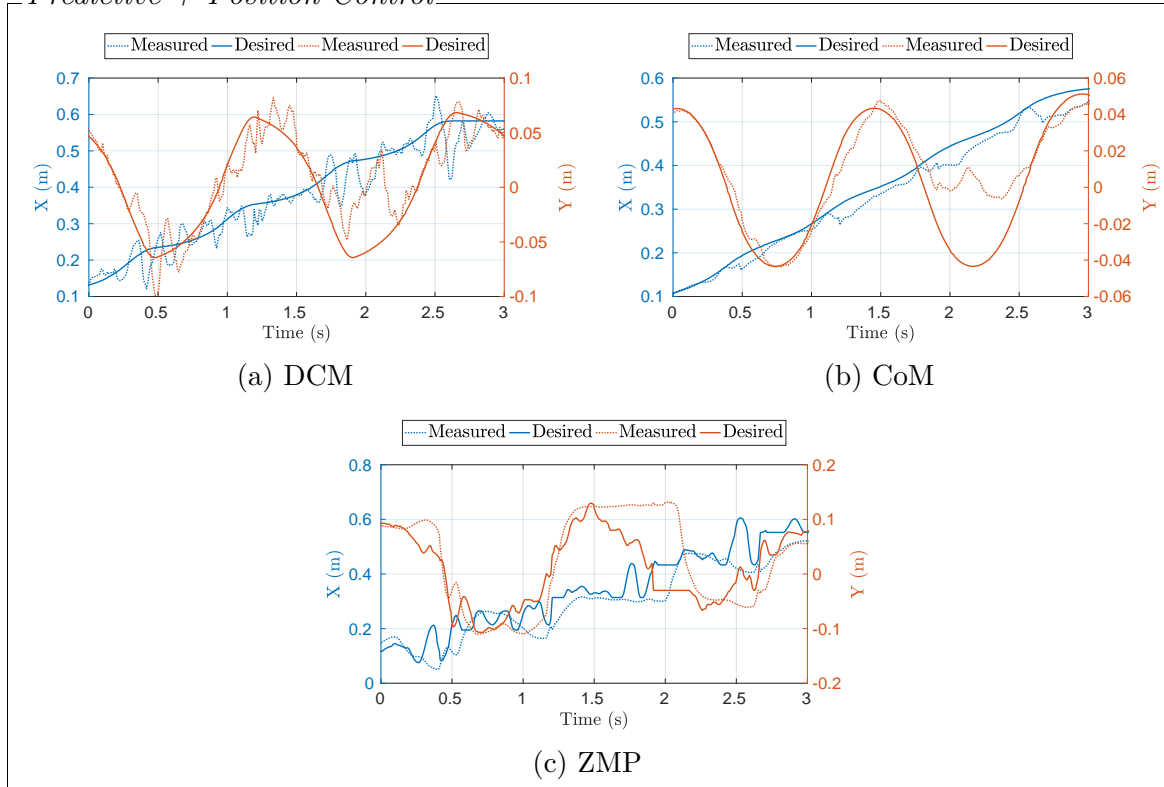 Predictive + Position Control
Measured Desired Measured Desired
0.7
0.6
0.5
0.4
0.3
0.2
0.1
X (m)
0.1
0.05
0
-0.05
-0.1
Y (m)
0 0.5 1 1.5 2 2.5 3
Time (s)
(a) DCM
Measured Desired Measured Desired
0.6
0.5
0.4
0.3
0.2
0.1
X (m)
0.06
0.04
0.02
0
-0.02
-0.04
-0.06
Y (m)
0 0.5 1 1.5 2 2.5 3
Time (s)
(b) CoM
Measured Desired Measured Desired
0.8
0.6
0.4
0.2
0
X (m)
0.2
0.1
0
-0.1
-0.2
Y (m)
0 0.5 1 1.5 2 2.5 3
Time (s)
(c) ZMP